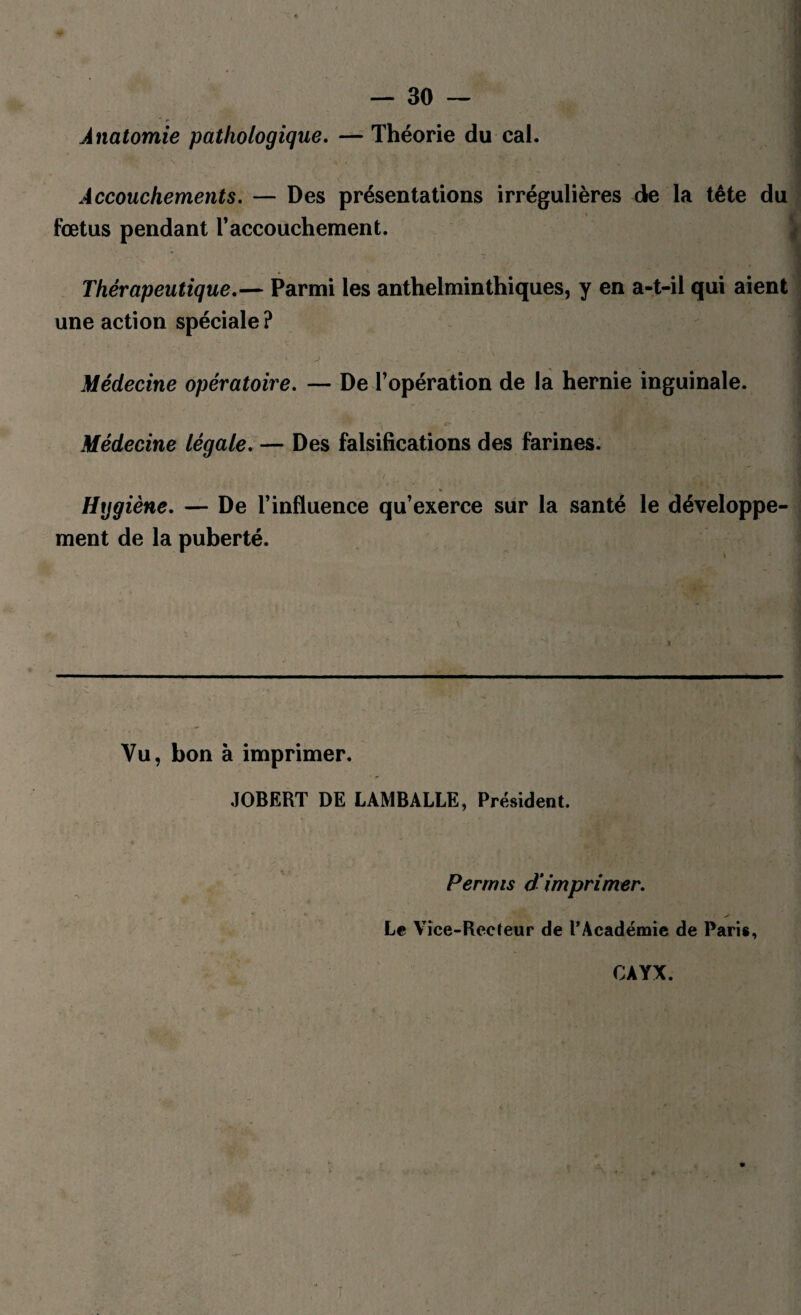 — 30 —
Anatomie pathologique. — Théorie du cal.
Accouchements. — Des présentations irrégulières de la tête du
fœtus pendant l'accouchement.
Thérapeutique.— Parmi les anthelminthiques, y en a-t-il qui aient
une action spéciale?
Médecine opératoire. — De l'opération de la hernie inguinale.
Médecine légale. — Des falsifications des farines.
Hygiène. — De l'influence qu'exerce sur la santé le développe-
ment de la puberté.
Vu, bon à imprimer.
JOBERT DE LAMBALLE, Président.
Permis d'imprimer.
Le Vice-Recteur de l'Académie de Paris,
CAYX.